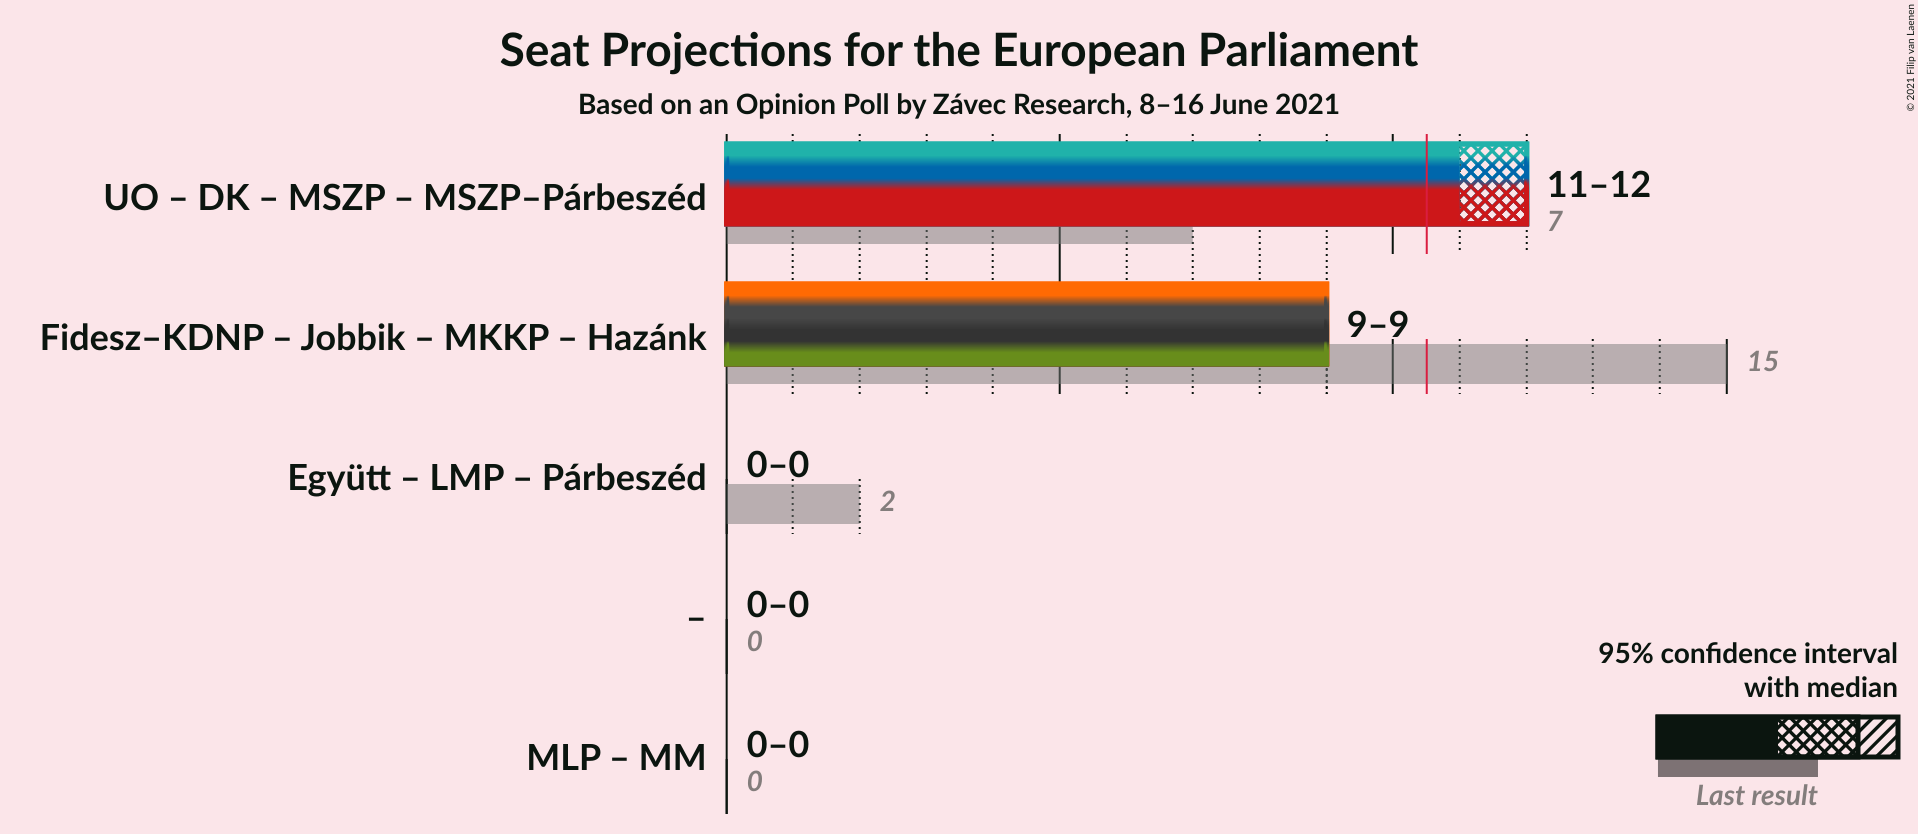 Seat Projections for the European Parliament
Based on an Opinion Poll by Závec Research, 8–16 June 2021
© 2021 Filip van Laenen
UO – DK – MSZP – MSZP–Párbeszéd
11–12
7
Fidesz–KDNP – Jobbik – MKKP – Hazánk
9–9
15
Együtt – LMP – Párbeszéd
0–0
2
–
0–0
0
MLP – MM
0–0
0
95% confidence interval
with median
Last result